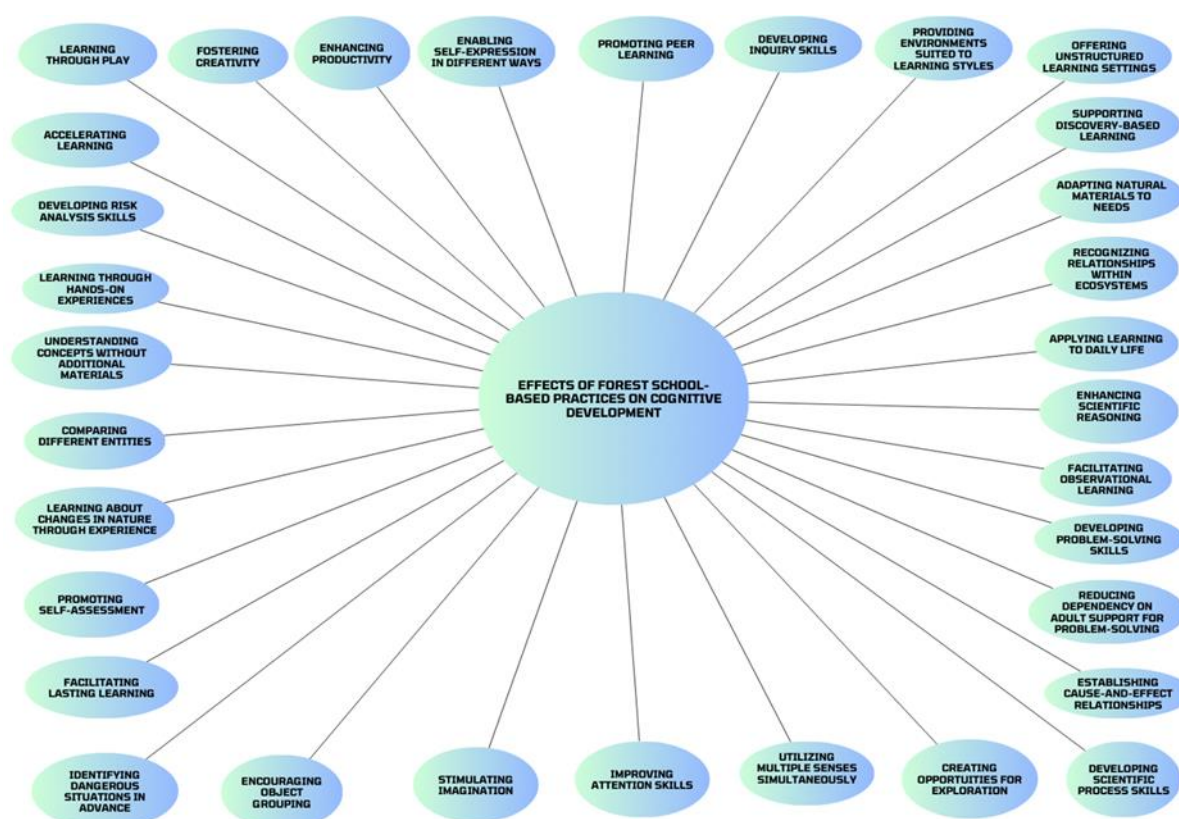 LEARNING
THROUGH PLAY
FOSTERING
CREATIVITY
ENHANCING
PRODUCTIVITY
ENABLING
SELF-EXPRESSION
IN DIFFERENT WAYS
PROMOTING PEER
LEARNING
DEVELOPING
INQUIRY SKILLS
PROVIDING
ENVIRONMENTS
SUITED TO
LEARNING STYLES
OFFERING
UNSTRUCTURED
LEARNING SETTINGS
ACCELERATING
LEARNING
SUPPORTING
DISCOVERY-BASED
LEARNING
DEVELOPING RISK
ANALYSIS SKILLS
ADAPTING NATURAL
MATERIALS TO
NEEDS
LEARNING THROUGH
HANDS-ON
EXPERIENCES
RECOGNIZING
RELATIONSHIPS
WITHIN
ECOSYSTEMS
UNDERSTANDING
CONCEPTS WITHOUT
ADDITIONAL
MATERIALS
APPLYING LEARNING
TO DAILY LIFE
EFFECTS OF FOREST SCHOOL-
BASED PRACTICES ON COGNITIVE
DEVELOPMENT
COMPARING
DIFFERENT ENTITIES
ENHANCING
SCIENTIFIC
REASONING
FACILITATING
OBSERVATIONAL
LEARNING
LEARNING ABOUT
CHANGES IN NATURE
THROUGH EXPERIENCE
DEVELOPING
PROBLEM-SOLVING
SKILLS
PROMOTING
SELF-ASSESSMENT
REDUCING
DEPENDENCY ON
ADULT SUPPORT FOR
PROBLEM-SOLVING
FACILITATING
LASTING LEARNING
ESTABLISHING
CAUSE-AND-EFFECT
RELATIONSHIPS
IDENTIFYING
DANGEROUS
SITUATIONS IN
ADVANCE
ENCOURAGING
OBJECT
GROUPING
STIMULATING
IMAGINATION
IMPROVING
ATTENTION SKILLS
UTILIZING
MULTIPLE SENSES
SIMULTANEOUSLY
CREATING
OPPORTUITIES FOR
EXPLORATION
DEVELOPING
SCIENTIFIC
PROCESS SKILLS